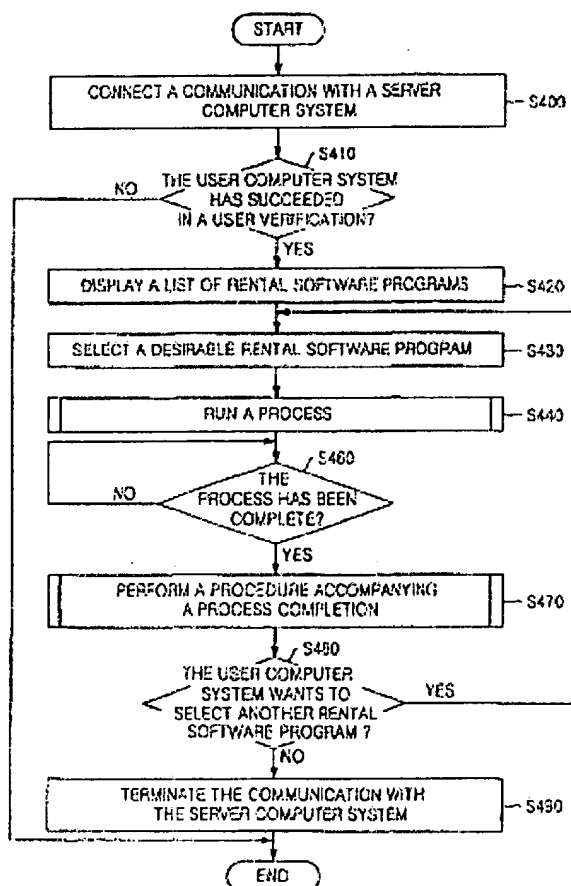 START
CONNECT A COMMUNICATION WITH A SERVER
COMPUTER SYSTEM
S400
S410
THE USER COMPUTER SYSTEM
HAS SUCCEEDED
IN A USER VERIFICATION?
NO
YES
DISPLAY A LIST OF RENTAL SOFTWARE PROGRAMS
S420
SELECT A DESIRABLE RENTAL SOFTWARE PROGRAM
S430
RUN A PROCESS
S440
S460
THE
PROCESS HAS BEEN
COMPLETE?
NO
YES
PERFORM A PROCEDURE ACCOMPANYING
A PROCESS COMPLETION
S470
S480
THE USER COMPUTER
SYSTEM WANTS TO
SELECT ANOTHER RENTAL
SOFTWARE PROGRAM ?
YES
NO
TERMINATE THE COMMUNICATION WITH
THE SERVER COMPUTER SYSTEM
S490
END